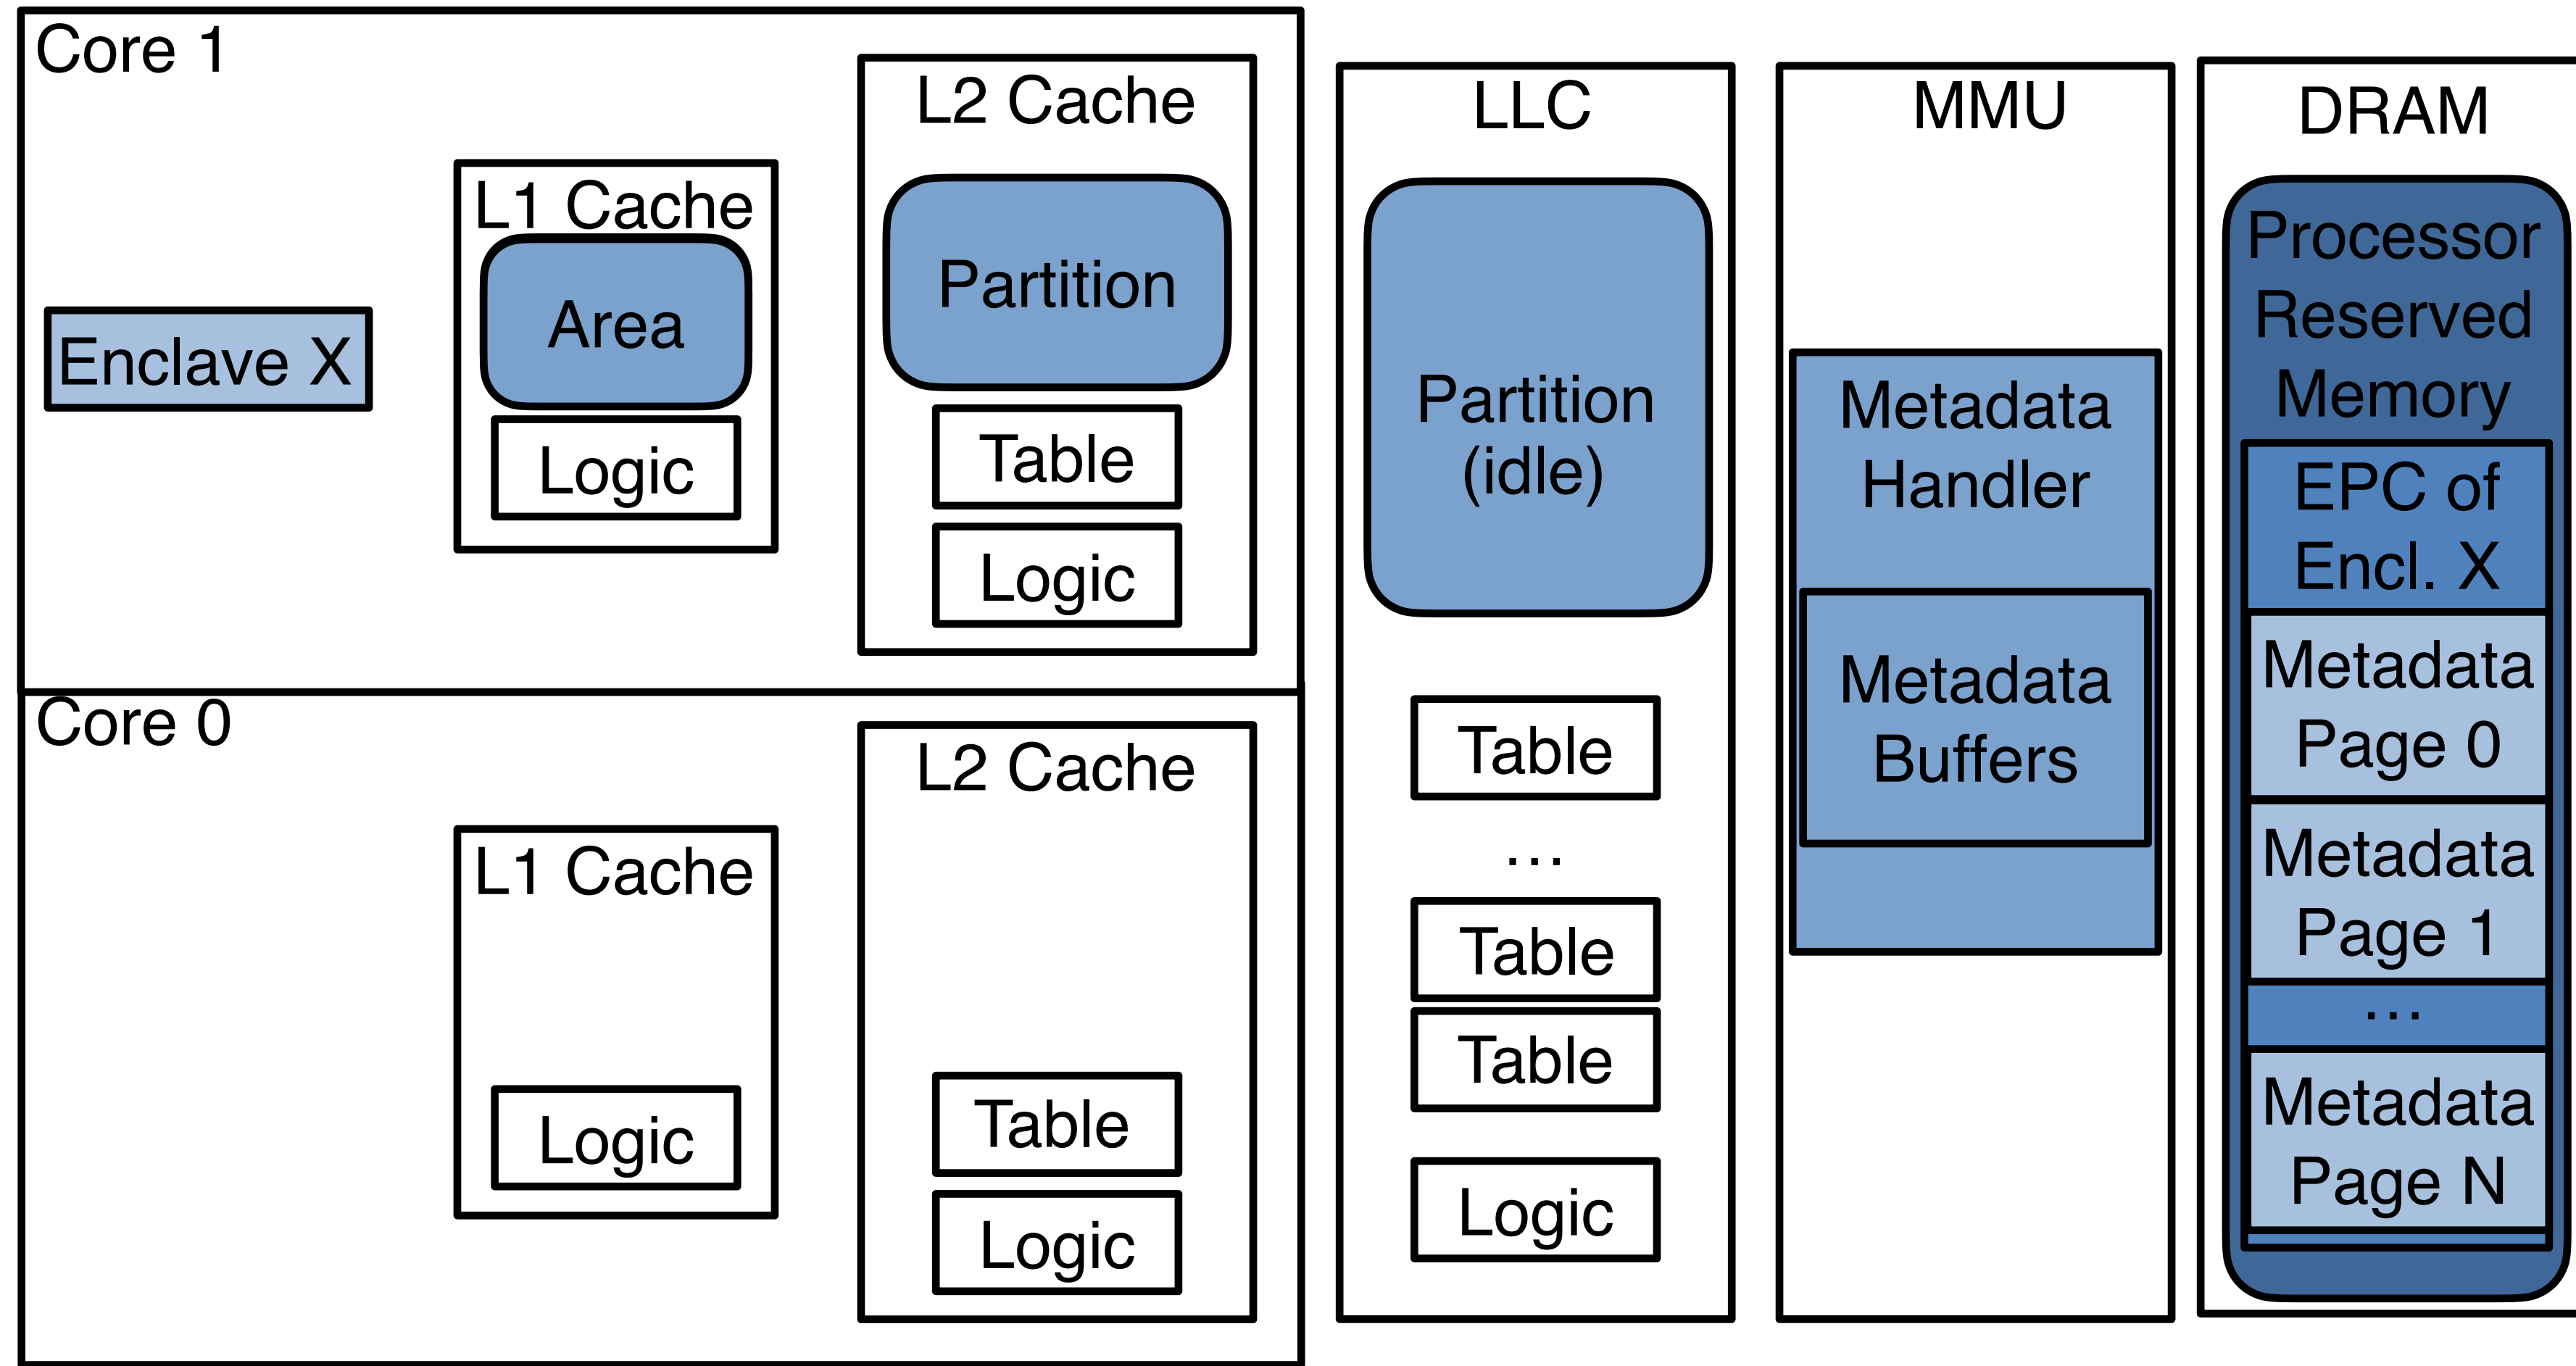 Core 1
Enclave X
L1 Cache
Area
Logic
L2 Cache
Partition
Table
Logic
Core 0
L1 Cache
Logic
L2 Cache
Table
Logic
LLC
Partition
(idle)
Table
...
Table
Table
Logic
MMU
Metadata
Handler
Metadata
Buffers
DRAM
Processor
Reserved
Memory
EPC of
Encl. X
Metadata
Page 0
Metadata
Page 1
...
Metadata
Page N